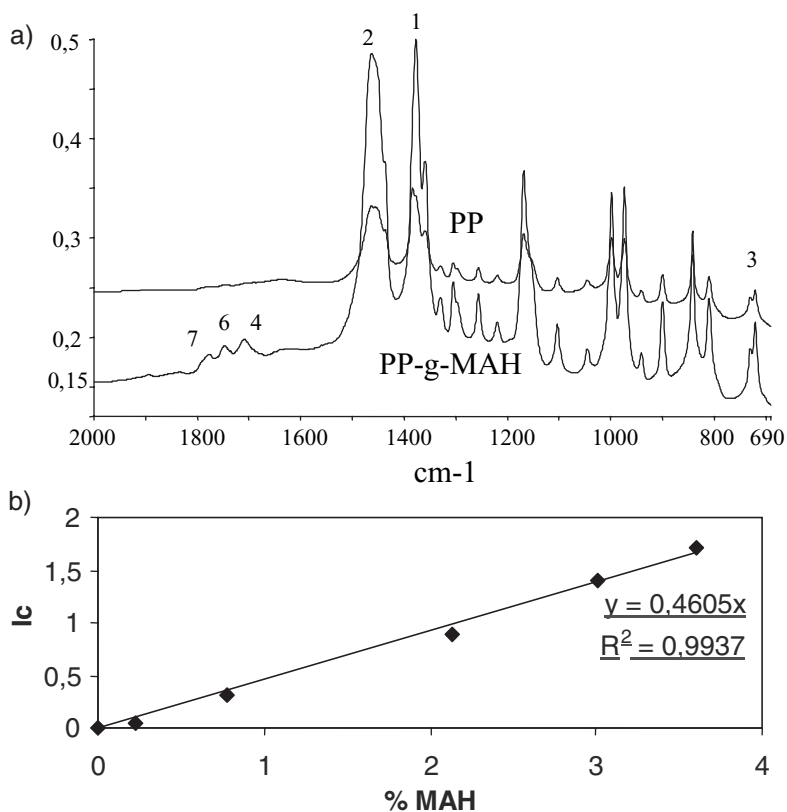 a)
0,5
0,4
0,3
0,2
0,15
2
1
PP
3
7
6
4
PP-g-MAH
2000 1800 1600 1400 1200 1000 800 690
cm-1
b)
2
1,5
1
0,5
0
Ic
y = 0,4605x
R² = 0,9937
0 1 2 3 4
% MAH